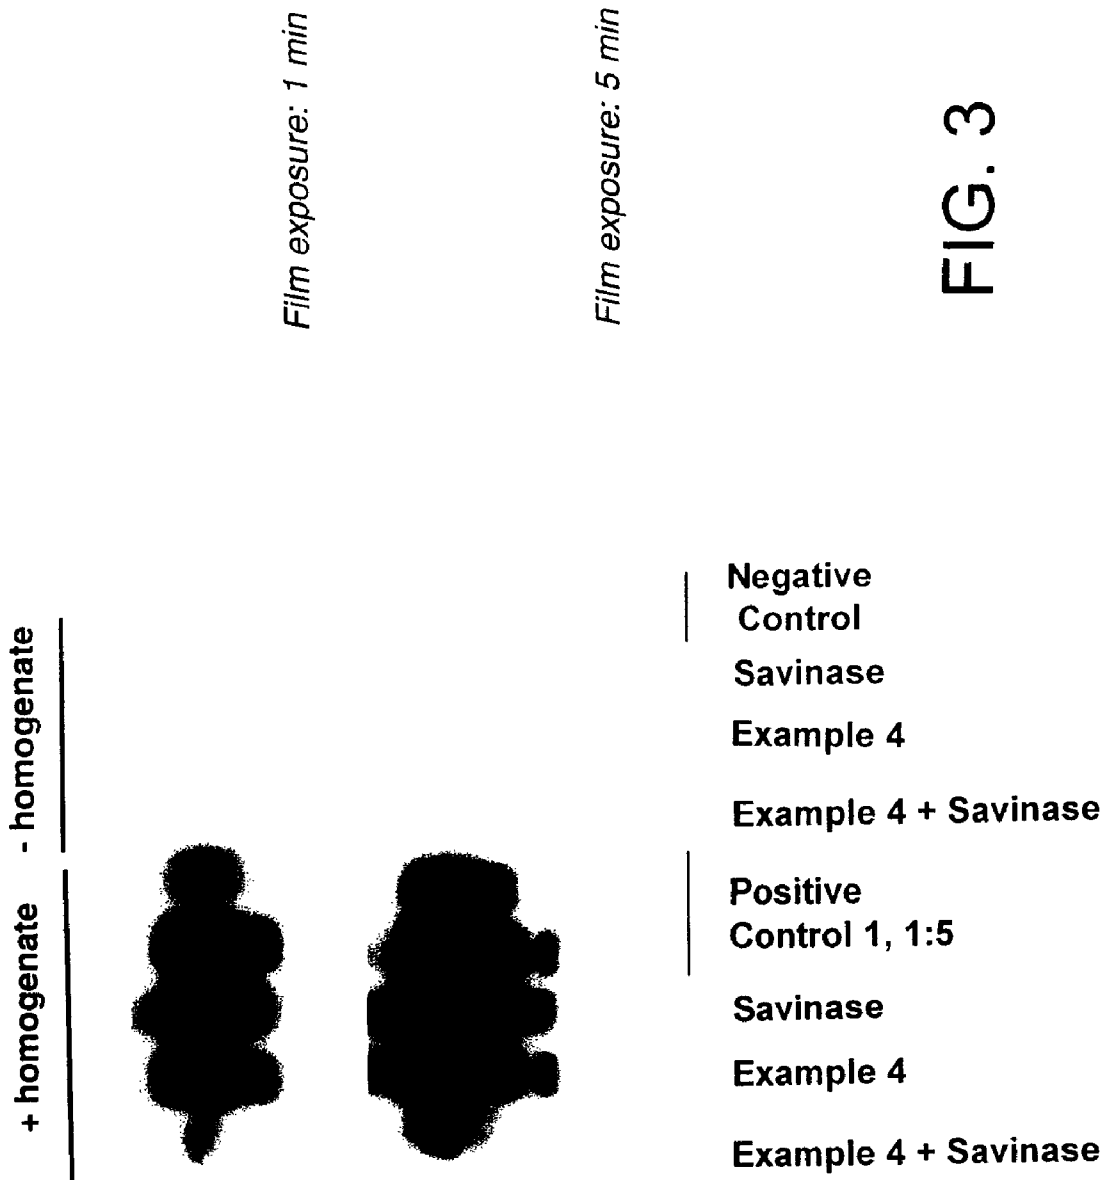 + homogenate
- homogenate
Film exposure: 1 min
Film exposure: 5 min
Negative
Control
Savinase
Example 4
Example 4 + Savinase
Positive
Control 1, 1:5
Savinase
Example 4
Example 4 + Savinase
FIG. 3